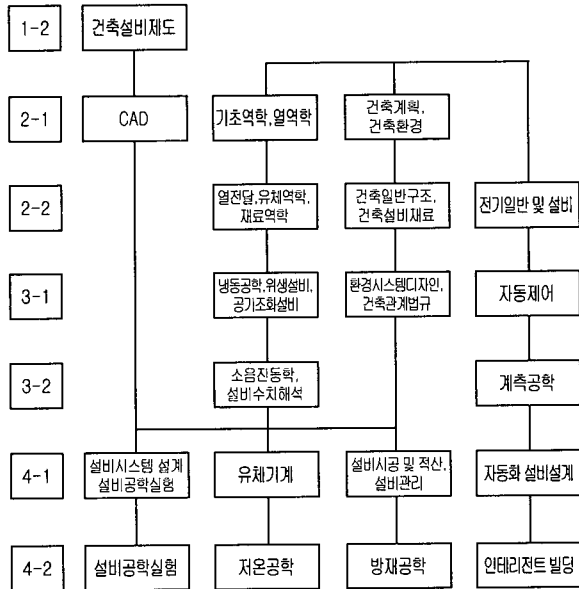 1-2
건축설비제도
2-1
CAD
기초역학,열역학
건축계획,
건축환경
2-2
열전달,유체역학,
재료역학
건축일반구조,
건축설비재료
전기일반 및 설비
3-1
냉동공학,위생설비,
공기조화설비
환경시스템디자인,
건축관계법규
자동제어
3-2
소음진동학,
설비수치해석
계측공학
4-1
설비시스템 설계
설비공학실험
유체기계
설비시공 및 적산,
설비관리
자동화 설비설계
4-2
설비공학실험
저온공학
방재공학
인테리전트 빌딩